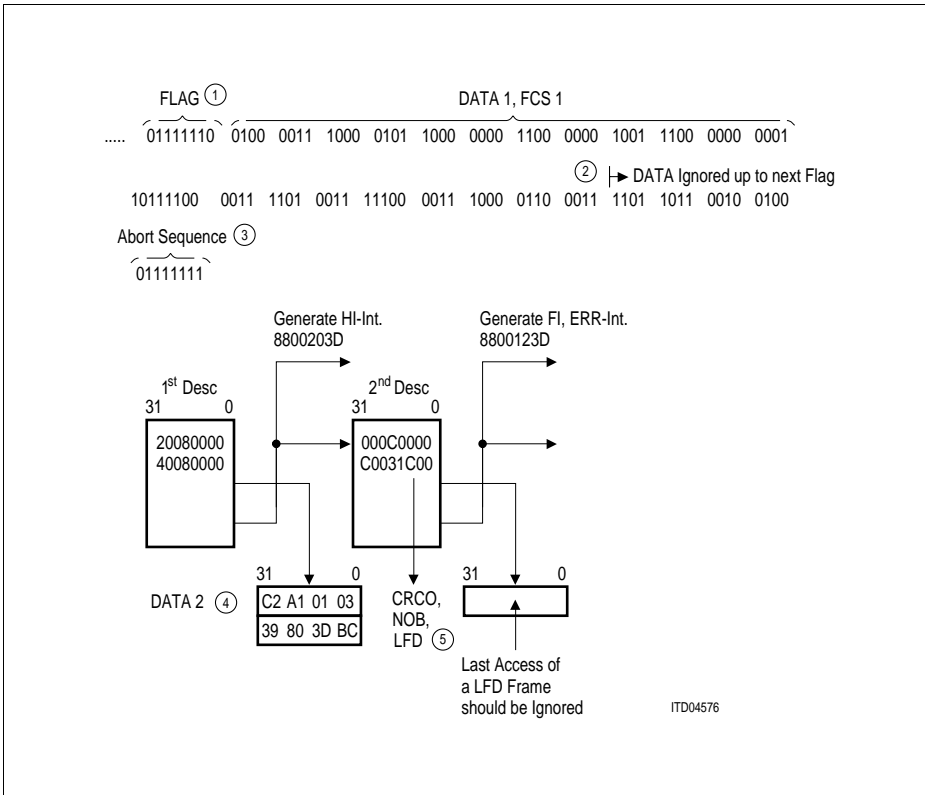 FLAG 1 DATA 1, FCS 1
..... 01111110 0100 0011 1000 0101 1000 0000 1100 0000 1001 1100 0000 0001
2 DATA Ignored up to next Flag
10111100 0011 1101 0011 11100 0011 1000 0110 0011 1101 1011 0010 0100
Abort Sequence 3
01111111
Generate HI-Int. Generate FI, ERR-Int.
8800203D 8800123D
1st Desc 2nd Desc
31 0 31 0
20080000 000C0000
40080000 C0031C00
31 0 31 0
DATA 2 4 C2 A1 01 03 CRCO,
NOB,
39 80 3D BC LFD 5
Last Access of
a LFD Frame
should be Ignored ITD04576